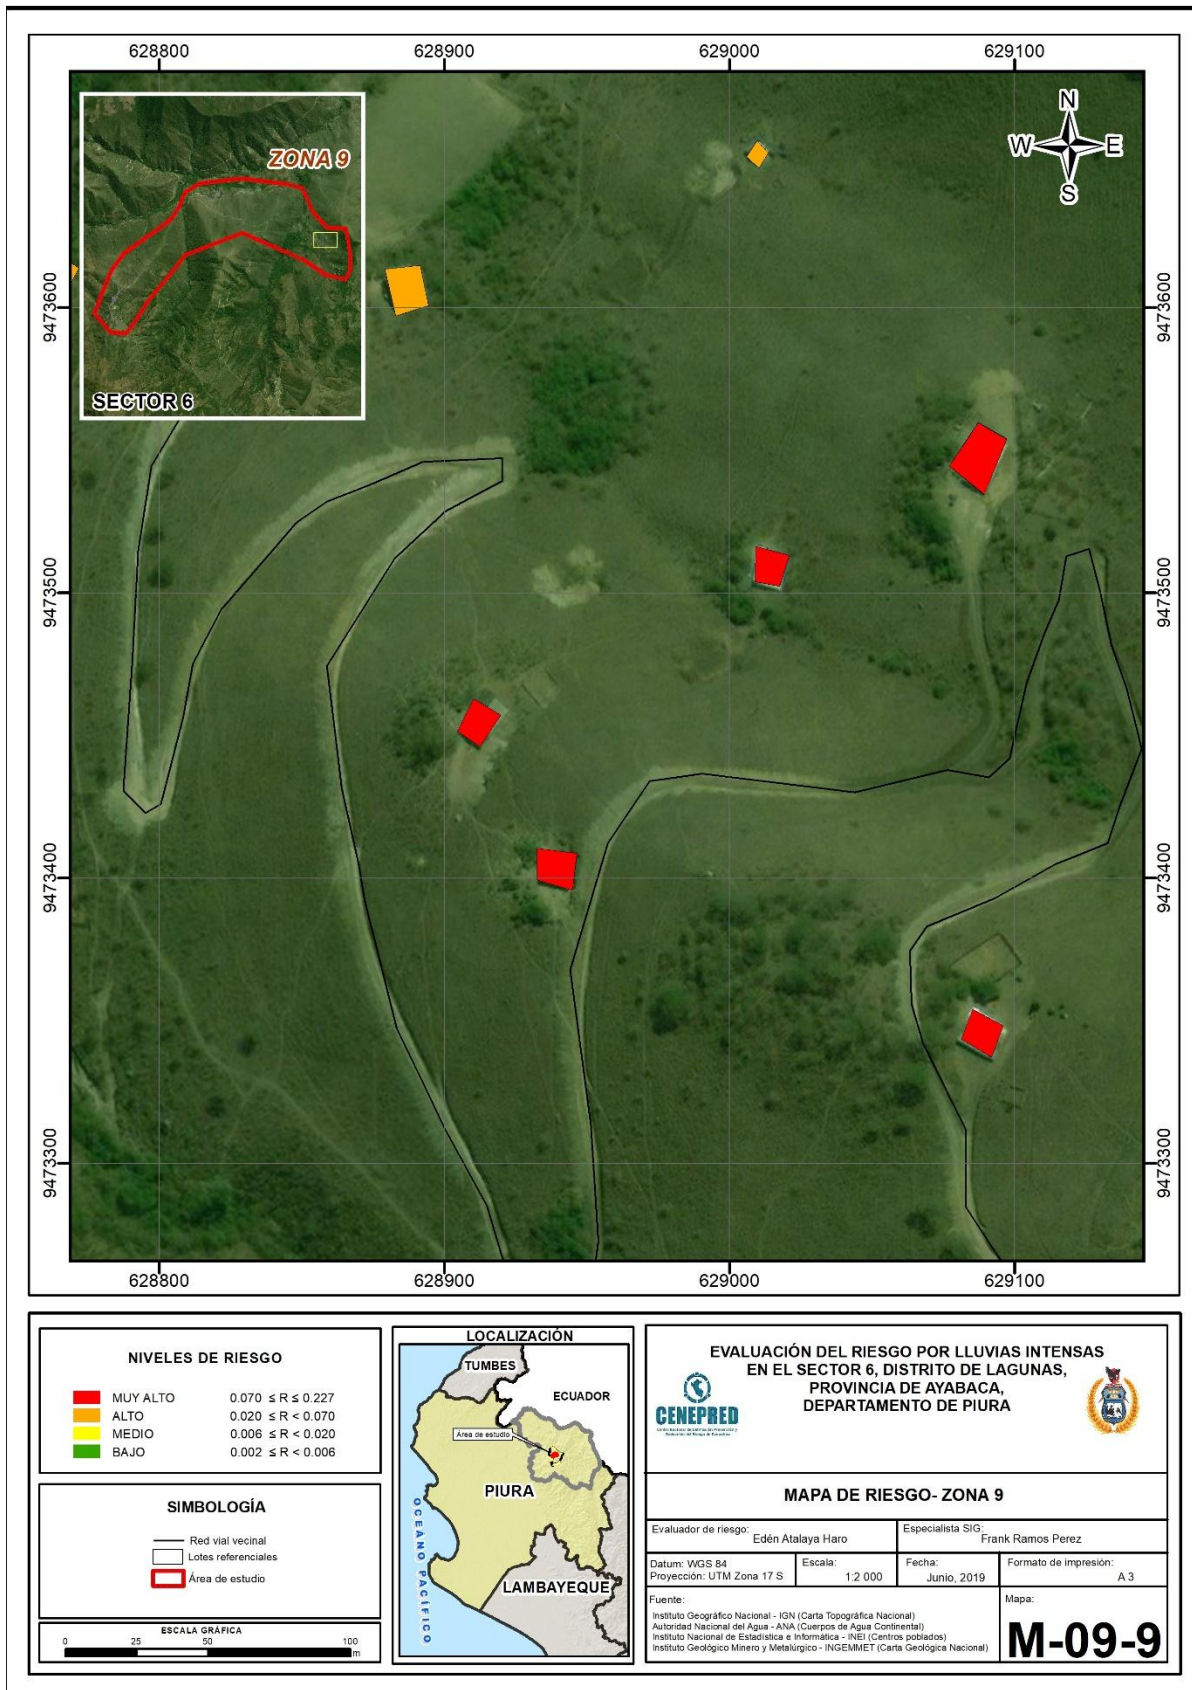 628800
628900
629000
629100
N
W
E
S
ZONA 9
SECTOR 6
9473600
9473600
9473500
9473500
9473400
9473400
9473300
9473300
628800
628900
629000
629100
NIVELES DE RIESGO
MUY ALTO 0.070 ≤ R ≤ 0.227
ALTO 0.020 ≤ R < 0.070
MEDIO 0.006 ≤ R < 0.020
BAJO 0.002 ≤ R < 0.006
SIMBOLOGÍA
Red vial vecinal
Lotes referenciales
Área de estudio
ESCALA GRÁFICA
0 25 50 100
m
LOCALIZACIÓN
TUMBES
ECUADOR
Área de estudio
PIURA
OCEANO PACÍFICO
LAMBAYEQUE
EVALUACIÓN DEL RIESGO POR LLUVIAS INTENSAS
EN EL SECTOR 6, DISTRITO DE LAGUNAS,
PROVINCIA DE AYABACA,
DEPARTAMENTO DE PIURA
CENEPRED
MAPA DE RIESGO- ZONA 9
Evaluador de riesgo:
Edén Atalaya Haro
Especialista SIG:
Frank Ramos Perez
Datum: WGS 84
Proyección: UTM Zona 17 S
Escala:
1:2 000
Fecha:
Junio, 2019
Formato de impresión:
A 3
Fuente:
Instituto Geográfico Nacional - IGN (Carta Topográfica Nacional)
Autoridad Nacional del Agua - ANA (Cuerpos de Agua Continental)
Instituto Nacional de Estadística e Informática - INEI (Centros poblados)
Instituto Geológico Minero y Metalúrgico - INGEMMET (Carta Geológica Nacional)
Mapa:
M-09-9